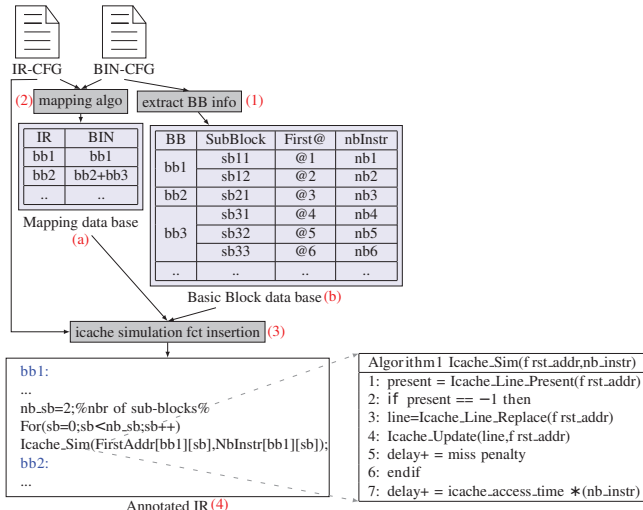 IR-CFG BIN-CFG
(2) mapping algo extract BB info (1)
IR BIN
bb1 bb1
bb2 bb2+bb3
.. ..
Mapping data base
(a)
BB SubBlock First@ nbInstr
bb1 sb11 @1 nb1
sb12 @2 nb2
bb2 sb21 @3 nb3
bb3 sb31 @4 nb4
sb32 @5 nb5
sb33 @6 nb6
.. .. .. ..
Basic Block data base (b)
icache simulation fct insertion (3)
bb1:
...
nb_sb=2;%nbr of sub-blocks%
For(sb=0;sb<nb_sb;sb++)
Icache_Sim(FirstAddr[bb1][sb],NbInstr[bb1][sb]);
bb2:
...
Annotated IR (4)
Algorithm1 Icache_Sim(f rst_addr,nb_instr)
1: present = Icache_Line_Present(f rst_addr)
2: if present == −1 then
3: line=Icache_Line_Replace(f rst_addr)
4: Icache_Update(line,f rst_addr)
5: delay+ = miss penalty
6: endif
7: delay+ = icache_access_time *(nb_instr)